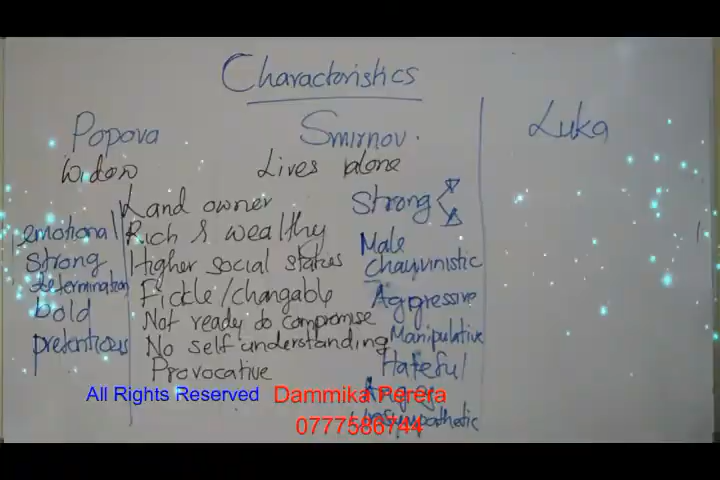 Characteristics
Popova Smirnov. Luka
Widow Lives alone
Land owner Strong
emotional Rich & wealthy Male
Strong Higher social status Chauvinistic
determination Fickle/changable Aggressive
bold Not ready to compromise
pretentious No self understanding Manipulative
Provocative Hateful
All Rights Reserved Dammika Perera
0777586744 Unsympathetic